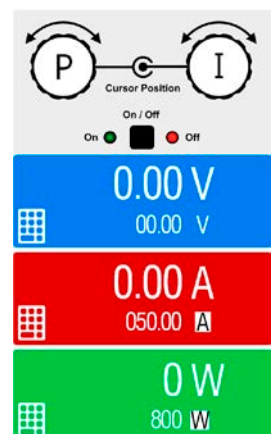 P I
Cursor Position
On / Off
On Off
0.00 V
00.00 V
0.00 A
050.00 A
0 W
800 W